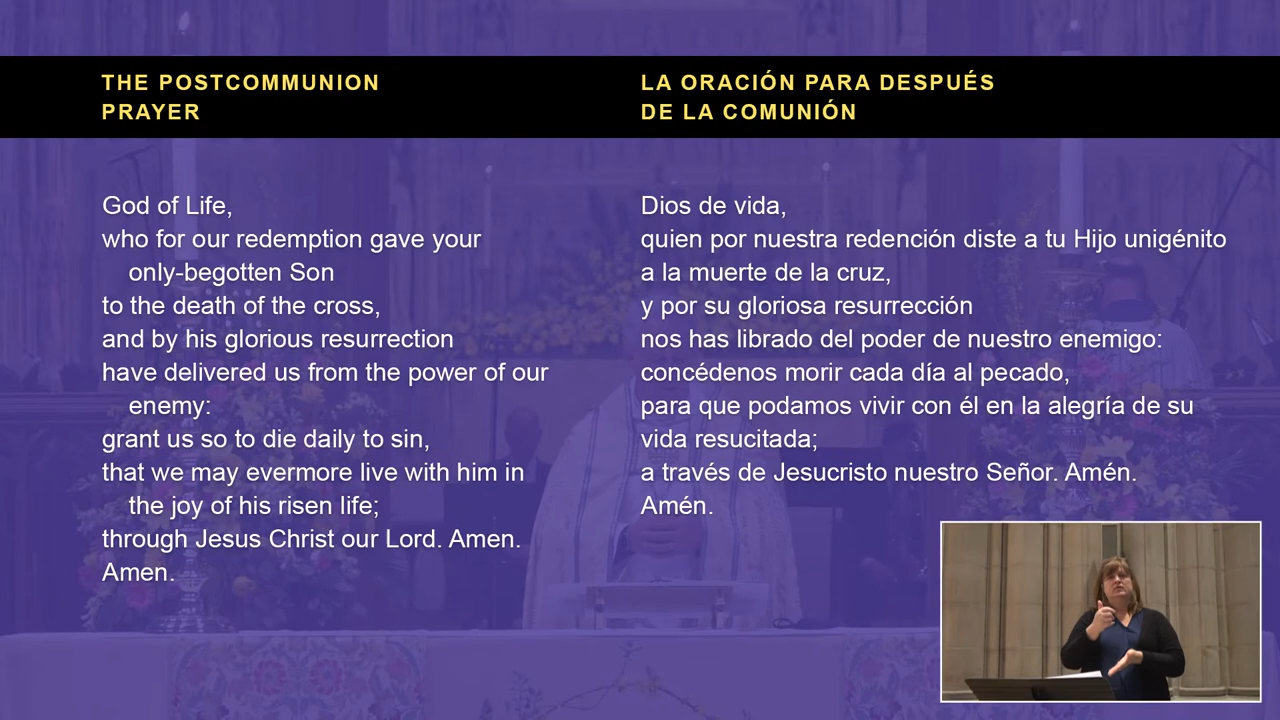 THE POSTCOMMUNION
PRAYER
God of Life,
who for our redemption gave your
only-begotten Son
to the death of the cross,
and by his glorious resurrection
have delivered us from the power of our
enemy:
grant us so to die daily to sin,
that we may evermore live with him in
the joy of his risen life;
through Jesus Christ our Lord. Amen.
Amen.
LA ORACIÓN PARA DESPUÉS
DE LA COMUNIÓN
Dios de vida,
quien por nuestra redención diste a tu Hijo unigénito
a la muerte de la cruz,
y por su gloriosa resurrección
nos has librado del poder de nuestro enemigo:
concédenos morir cada día al pecado,
para que podamos vivir con él en la alegría de su
vida resucitada;
a través de Jesucristo nuestro Señor. Amén.
Amén.